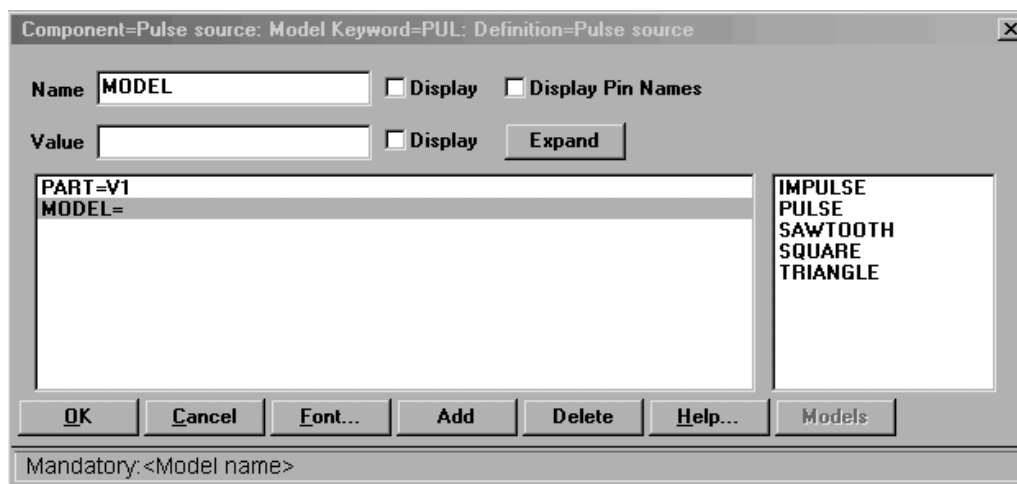 Component=Pulse source: Model Keyword=PUL: Definition=Pulse source
Name MODEL Display Display Pin Names
Value Display Expand
PART=V1
MODEL=
IMPULSE
PULSE
SAWTOOTH
SQUARE
TRIANGLE
OK Cancel Font... Add Delete Help... Models
Mandatory:<Model name>